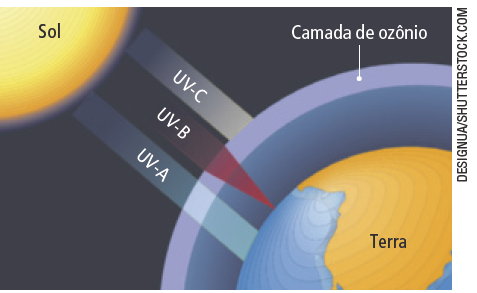 Sol
Camada de ozônio
UV-C
UV-B
UV-A
Terra
DESIGNUA/SHUTTERSTOCK.COM